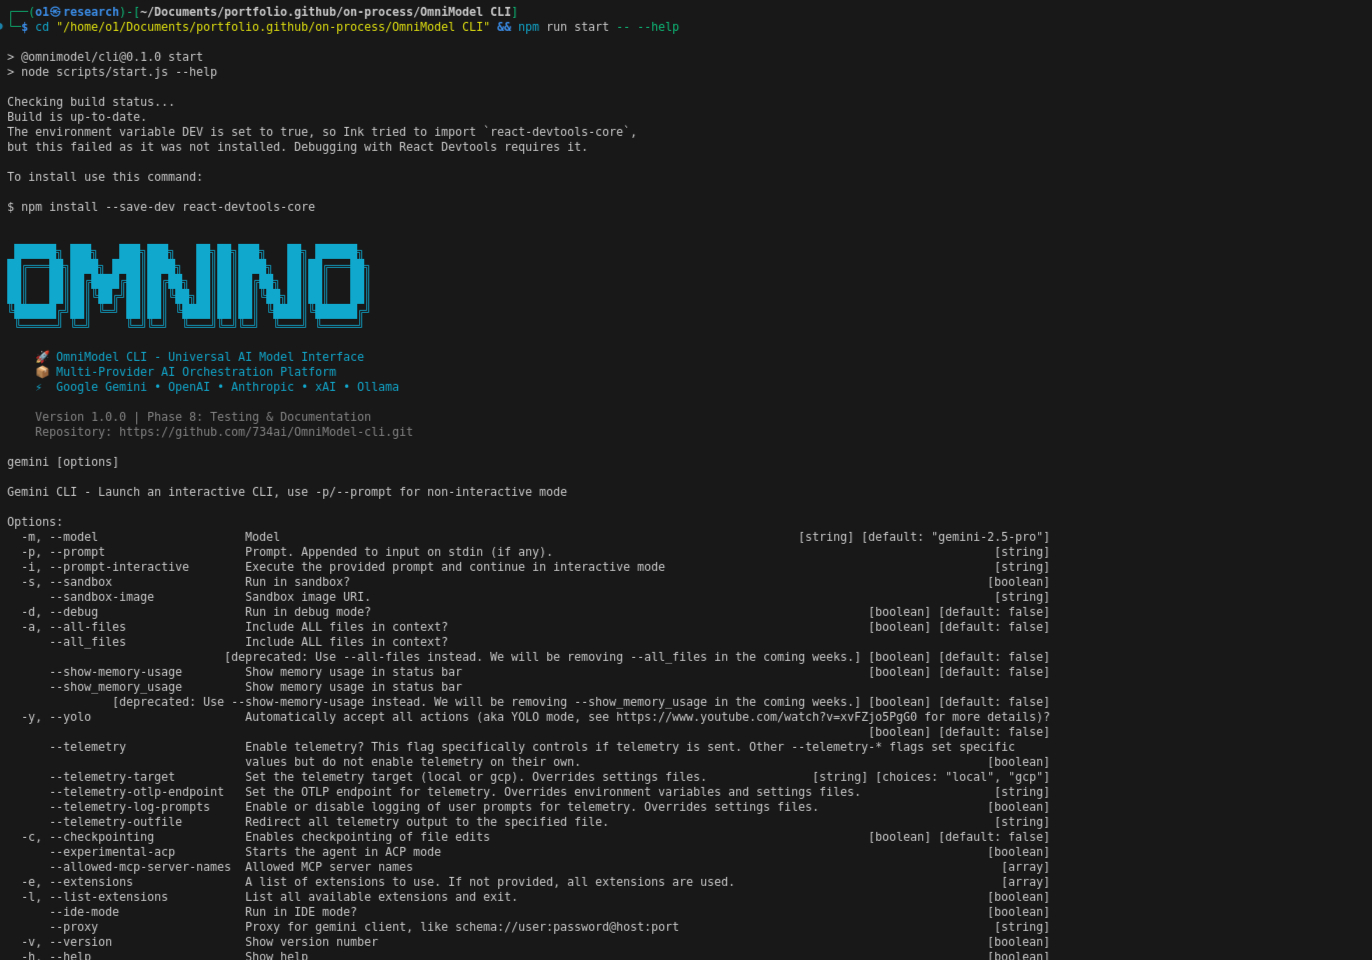 ┌──(o1㉿research)-[~/Documents/portfolio.github/on-process/OmniModel CLI]
└─$ cd "/home/o1/Documents/portfolio.github/on-process/OmniModel CLI" && npm run start -- --help
> @omnimodel/cli@0.1.0 start
> node scripts/start.js --help
Checking build status...
Build is up-to-date.
The environment variable DEV is set to true, so Ink tried to import `react-devtools-core`,
but this failed as it was not installed. Debugging with React Devtools requires it.
To install use this command:
$ npm install --save-dev react-devtools-core
OMNINO
🚀 OmniModel CLI - Universal AI Model Interface
📦 Multi-Provider AI Orchestration Platform
⚡ Google Gemini • OpenAI • Anthropic • xAI • Ollama
Version 1.0.0 | Phase 8: Testing & Documentation
Repository: https://github.com/734ai/OmniModel-cli.git
gemini [options]
Gemini CLI - Launch an interactive CLI, use -p/--prompt for non-interactive mode
Options:
-m, --model Model [string] [default: "gemini-2.5-pro"]
-p, --prompt Prompt. Appended to input on stdin (if any). [string]
-i, --prompt-interactive Execute the provided prompt and continue in interactive mode [string]
-s, --sandbox Run in sandbox? [boolean]
--sandbox-image Sandbox image URI. [string]
-d, --debug Run in debug mode? [boolean] [default: false]
-a, --all-files Include ALL files in context? [boolean] [default: false]
--all_files Include ALL files in context?
[deprecated: Use --all-files instead. We will be removing --all_files in the coming weeks.] [boolean] [default: false]
--show-memory-usage Show memory usage in status bar [boolean] [default: false]
--show_memory_usage Show memory usage in status bar
[deprecated: Use --show-memory-usage instead. We will be removing --show_memory_usage in the coming weeks.] [boolean] [default: false]
-y, --yolo Automatically accept all actions (aka YOLO mode, see https://www.youtube.com/watch?v=xvFZjo5PgG0 for more details)?
[boolean] [default: false]
--telemetry Enable telemetry? This flag specifically controls if telemetry is sent. Other --telemetry-* flags set specific
values but do not enable telemetry on their own. [boolean]
--telemetry-target Set the telemetry target (local or gcp). Overrides settings files. [string] [choices: "local", "gcp"]
--telemetry-otlp-endpoint Set the OTLP endpoint for telemetry. Overrides environment variables and settings files. [string]
--telemetry-log-prompts Enable or disable logging of user prompts for telemetry. Overrides settings files. [boolean]
--telemetry-outfile Redirect all telemetry output to the specified file. [string]
-c, --checkpointing Enables checkpointing of file edits [boolean] [default: false]
--experimental-acp Starts the agent in ACP mode [boolean]
--allowed-mcp-server-names Allowed MCP server names [array]
-e, --extensions A list of extensions to use. If not provided, all extensions are used. [array]
-l, --list-extensions List all available extensions and exit. [boolean]
--ide-mode Run in IDE mode? [boolean]
--proxy Proxy for gemini client, like schema://user:password@host:port [string]
-v, --version Show version number [boolean]
-h, --help Show help [boolean]